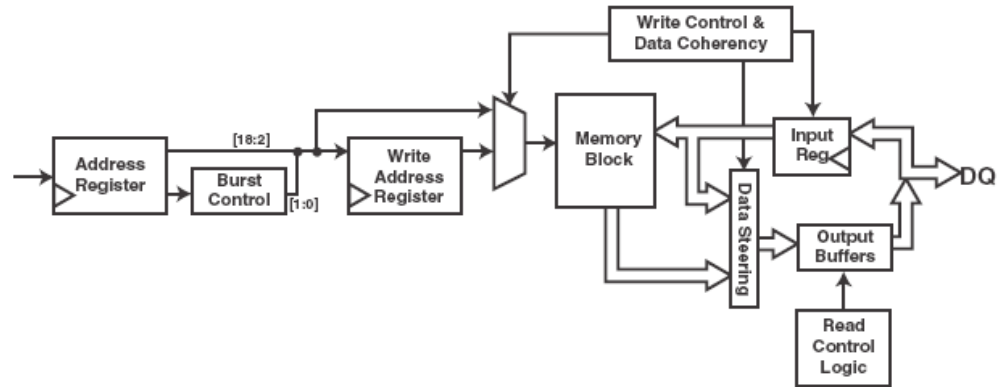 Write Control &
Data Coherency
Address
Register
[18:2]
Burst
Control
[1:0]
Write
Address
Register
Memory
Block
Input
Reg
Data Steering
DQ
Output
Buffers
Read
Control
Logic